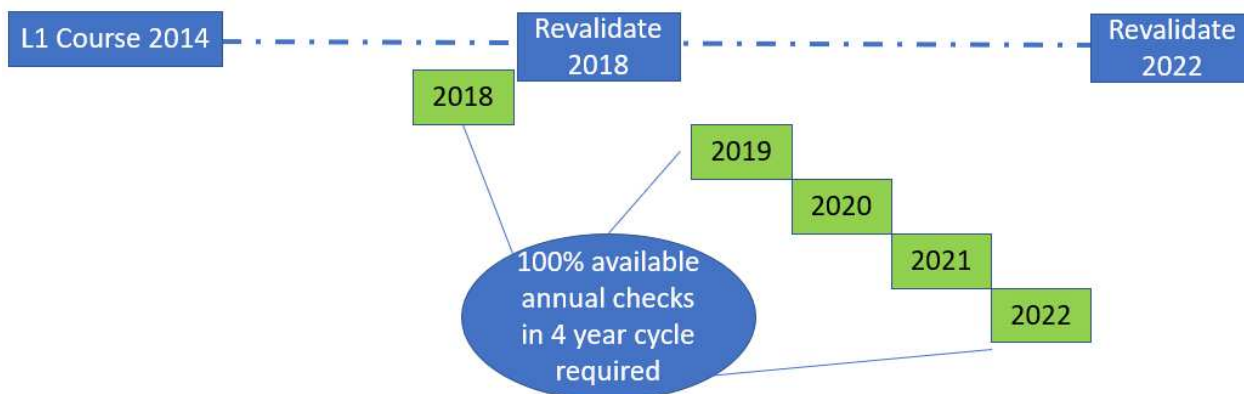 L1 Course 2014
Revalidate
2018
Revalidate
2022
2018
2019
2020
2021
2022
100% available
annual checks
in 4 year cycle
required